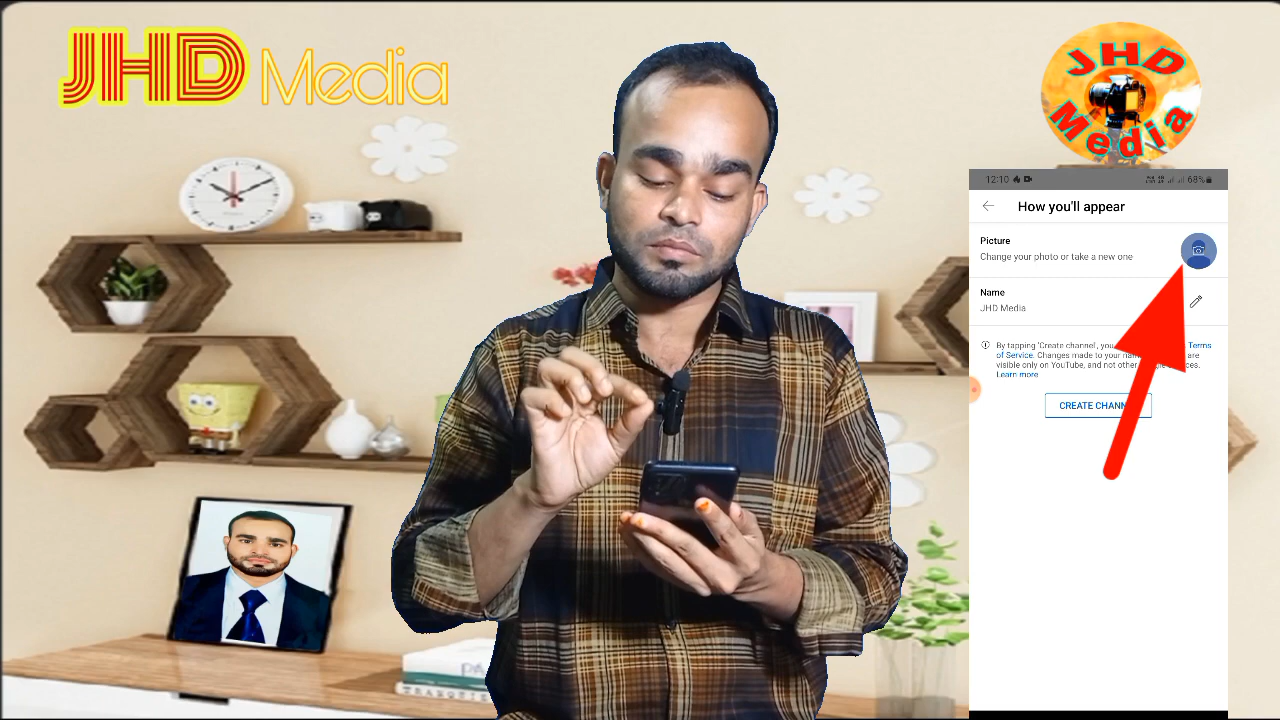 JHD Media
JHD
Media
12:10
68%
How you'll appear
Picture
Change your photo or take a new one
Name
JHD Media
By tapping 'Create channel', you Terms
of Service. Changes made to your are
visible only on YouTube, and not other
Learn more
CREATE CHANN